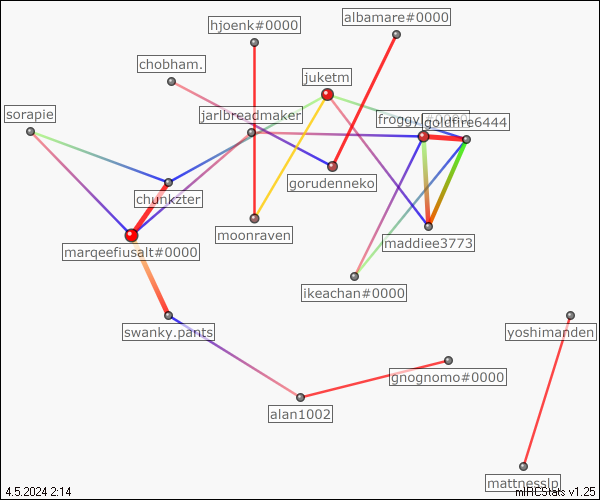 albamare#0000
hjoenk#0000
chobham.
juketm
sorapie
jarlbreadmaker
goldfire6444
gorudenneko
chunkzter
moonraven
maddiee3773
marqeefiusalt#0000
ikeachan#0000
swanky.pants
yoshimanden
gnognomo#0000
alan1002
mattnesslp
4.5.2024 2:14
mIRCStats v1.25